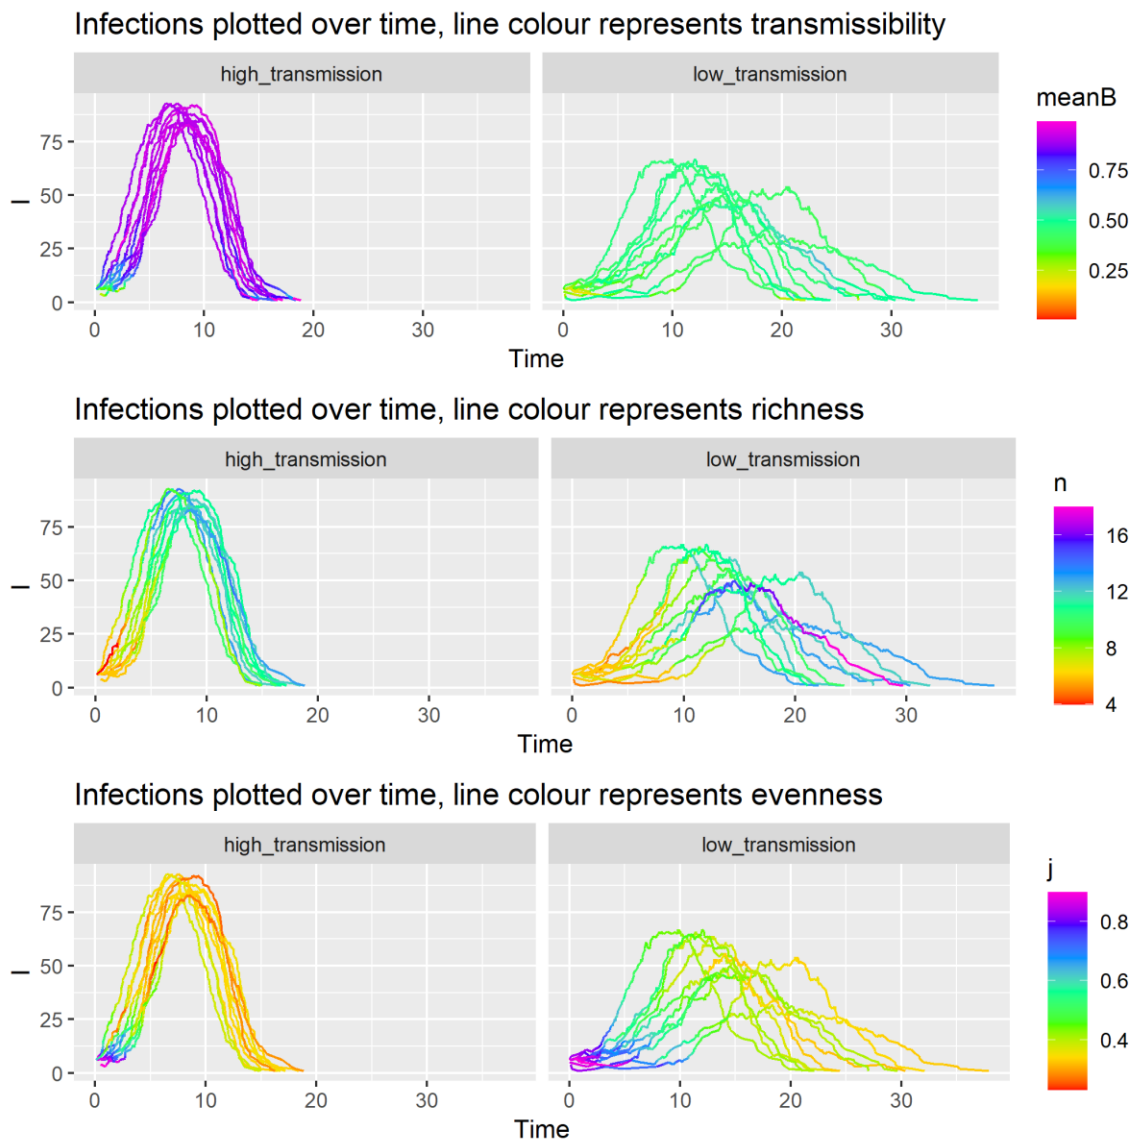 Infections plotted over time, line colour represents transmissibility
high_transmission low_transmission
meanB
75
50
25
0
I
0.75
0.50
0.25
0 10 20 30 0 10 20 30
Time
Infections plotted over time, line colour represents richness
high_transmission low_transmission
n
75
50
25
0
I
16
12
8
4
0 10 20 30 0 10 20 30
Time
Infections plotted over time, line colour represents evenness
high_transmission low_transmission
j
75
50
25
0
I
0.8
0.6
0.4
0 10 20 30 0 10 20 30
Time